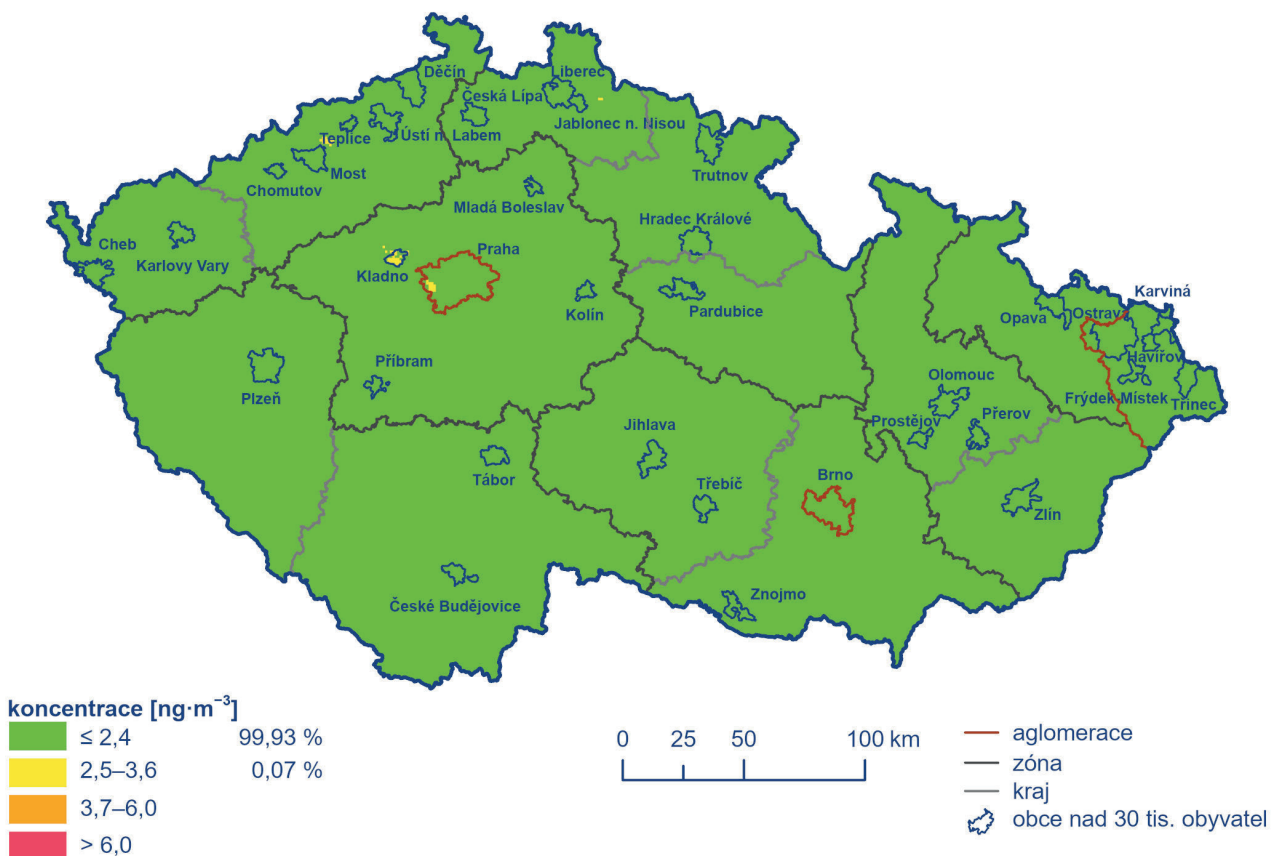 Děčín
Liberec
Česká Lípa
Jablonec n. Nisou
Teplice
Ústí n. Labem
Most
Chomutov
Trutnov
Mladá Boleslav
Hradec Králové
Cheb
Karlovy Vary
Kladno
Praha
Kolín
Pardubice
Karviná
Opava
Ostrava
Havířov
Příbram
Plzeň
Olomouc
Frýdek-Místek
Třinec
Prostějov
Přerov
Jihlava
Tábor
Třebíč
Brno
Zlín
České Budějovice
Znojmo
koncentrace [ng·m⁻³]
≤ 2,4 99,93 %
2,5–3,6 0,07 %
3,7–6,0
> 6,0
0 25 50 100 km
aglomerace
zóna
kraj
obce nad 30 tis. obyvatel